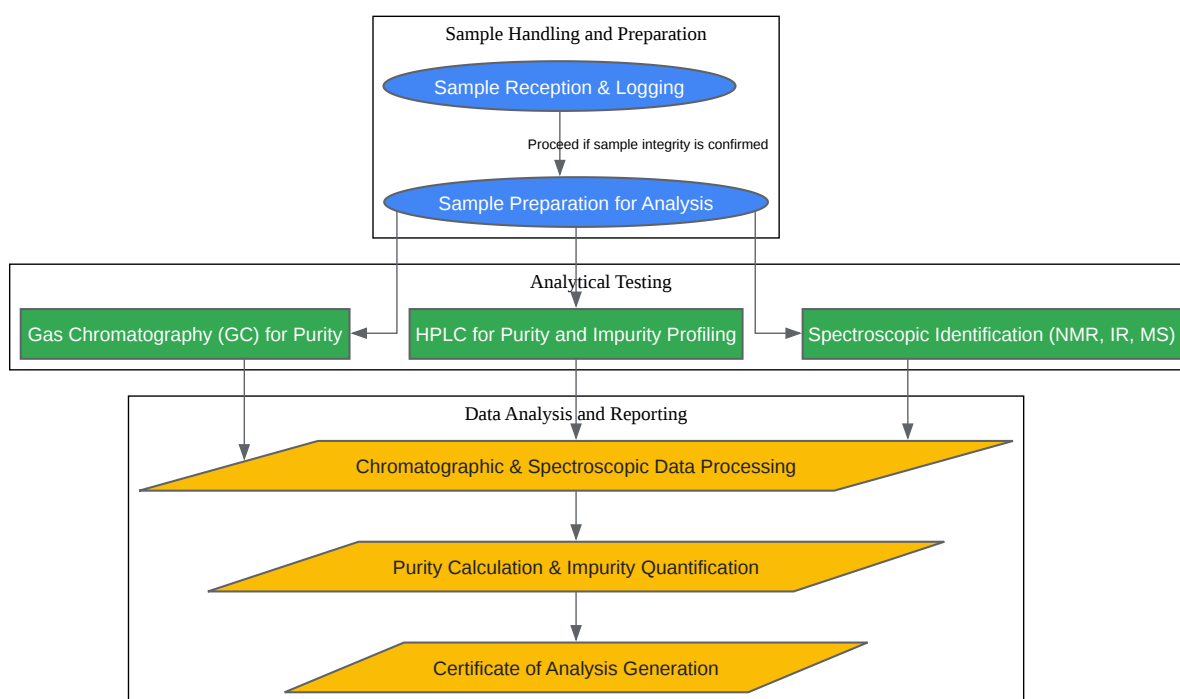 Sample Handling and Preparation
Sample Reception & Logging
Proceed if sample integrity is confirmed
Sample Preparation for Analysis
Analytical Testing
Gas Chromatography (GC) for Purity
HPLC for Purity and Impurity Profiling
Spectroscopic Identification (NMR, IR, MS)
Data Analysis and Reporting
Chromatographic & Spectroscopic Data Processing
Purity Calculation & Impurity Quantification
Certificate of Analysis Generation